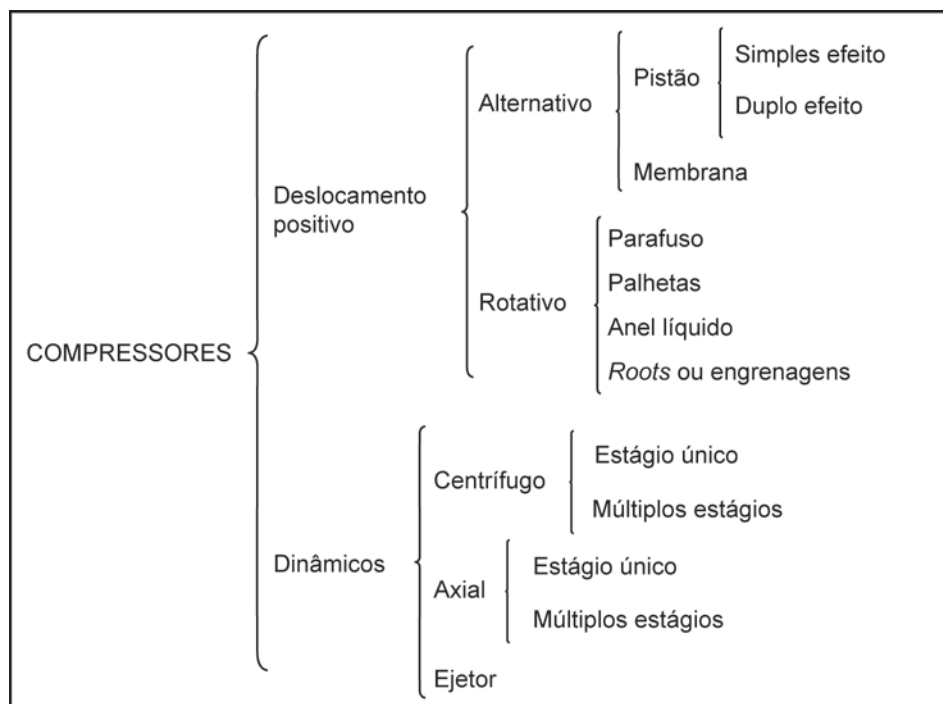 COMPRESSORES
Deslocamento
positivo
Alternativo
Pistão
Simples efeito
Duplo efeito
Membrana
Rotativo
Parafuso
Palhetas
Anel líquido
Roots ou engrenagens
Dinâmicos
Centrífugo
Estágio único
Múltiplos estágios
Axial
Estágio único
Múltiplos estágios
Ejetor